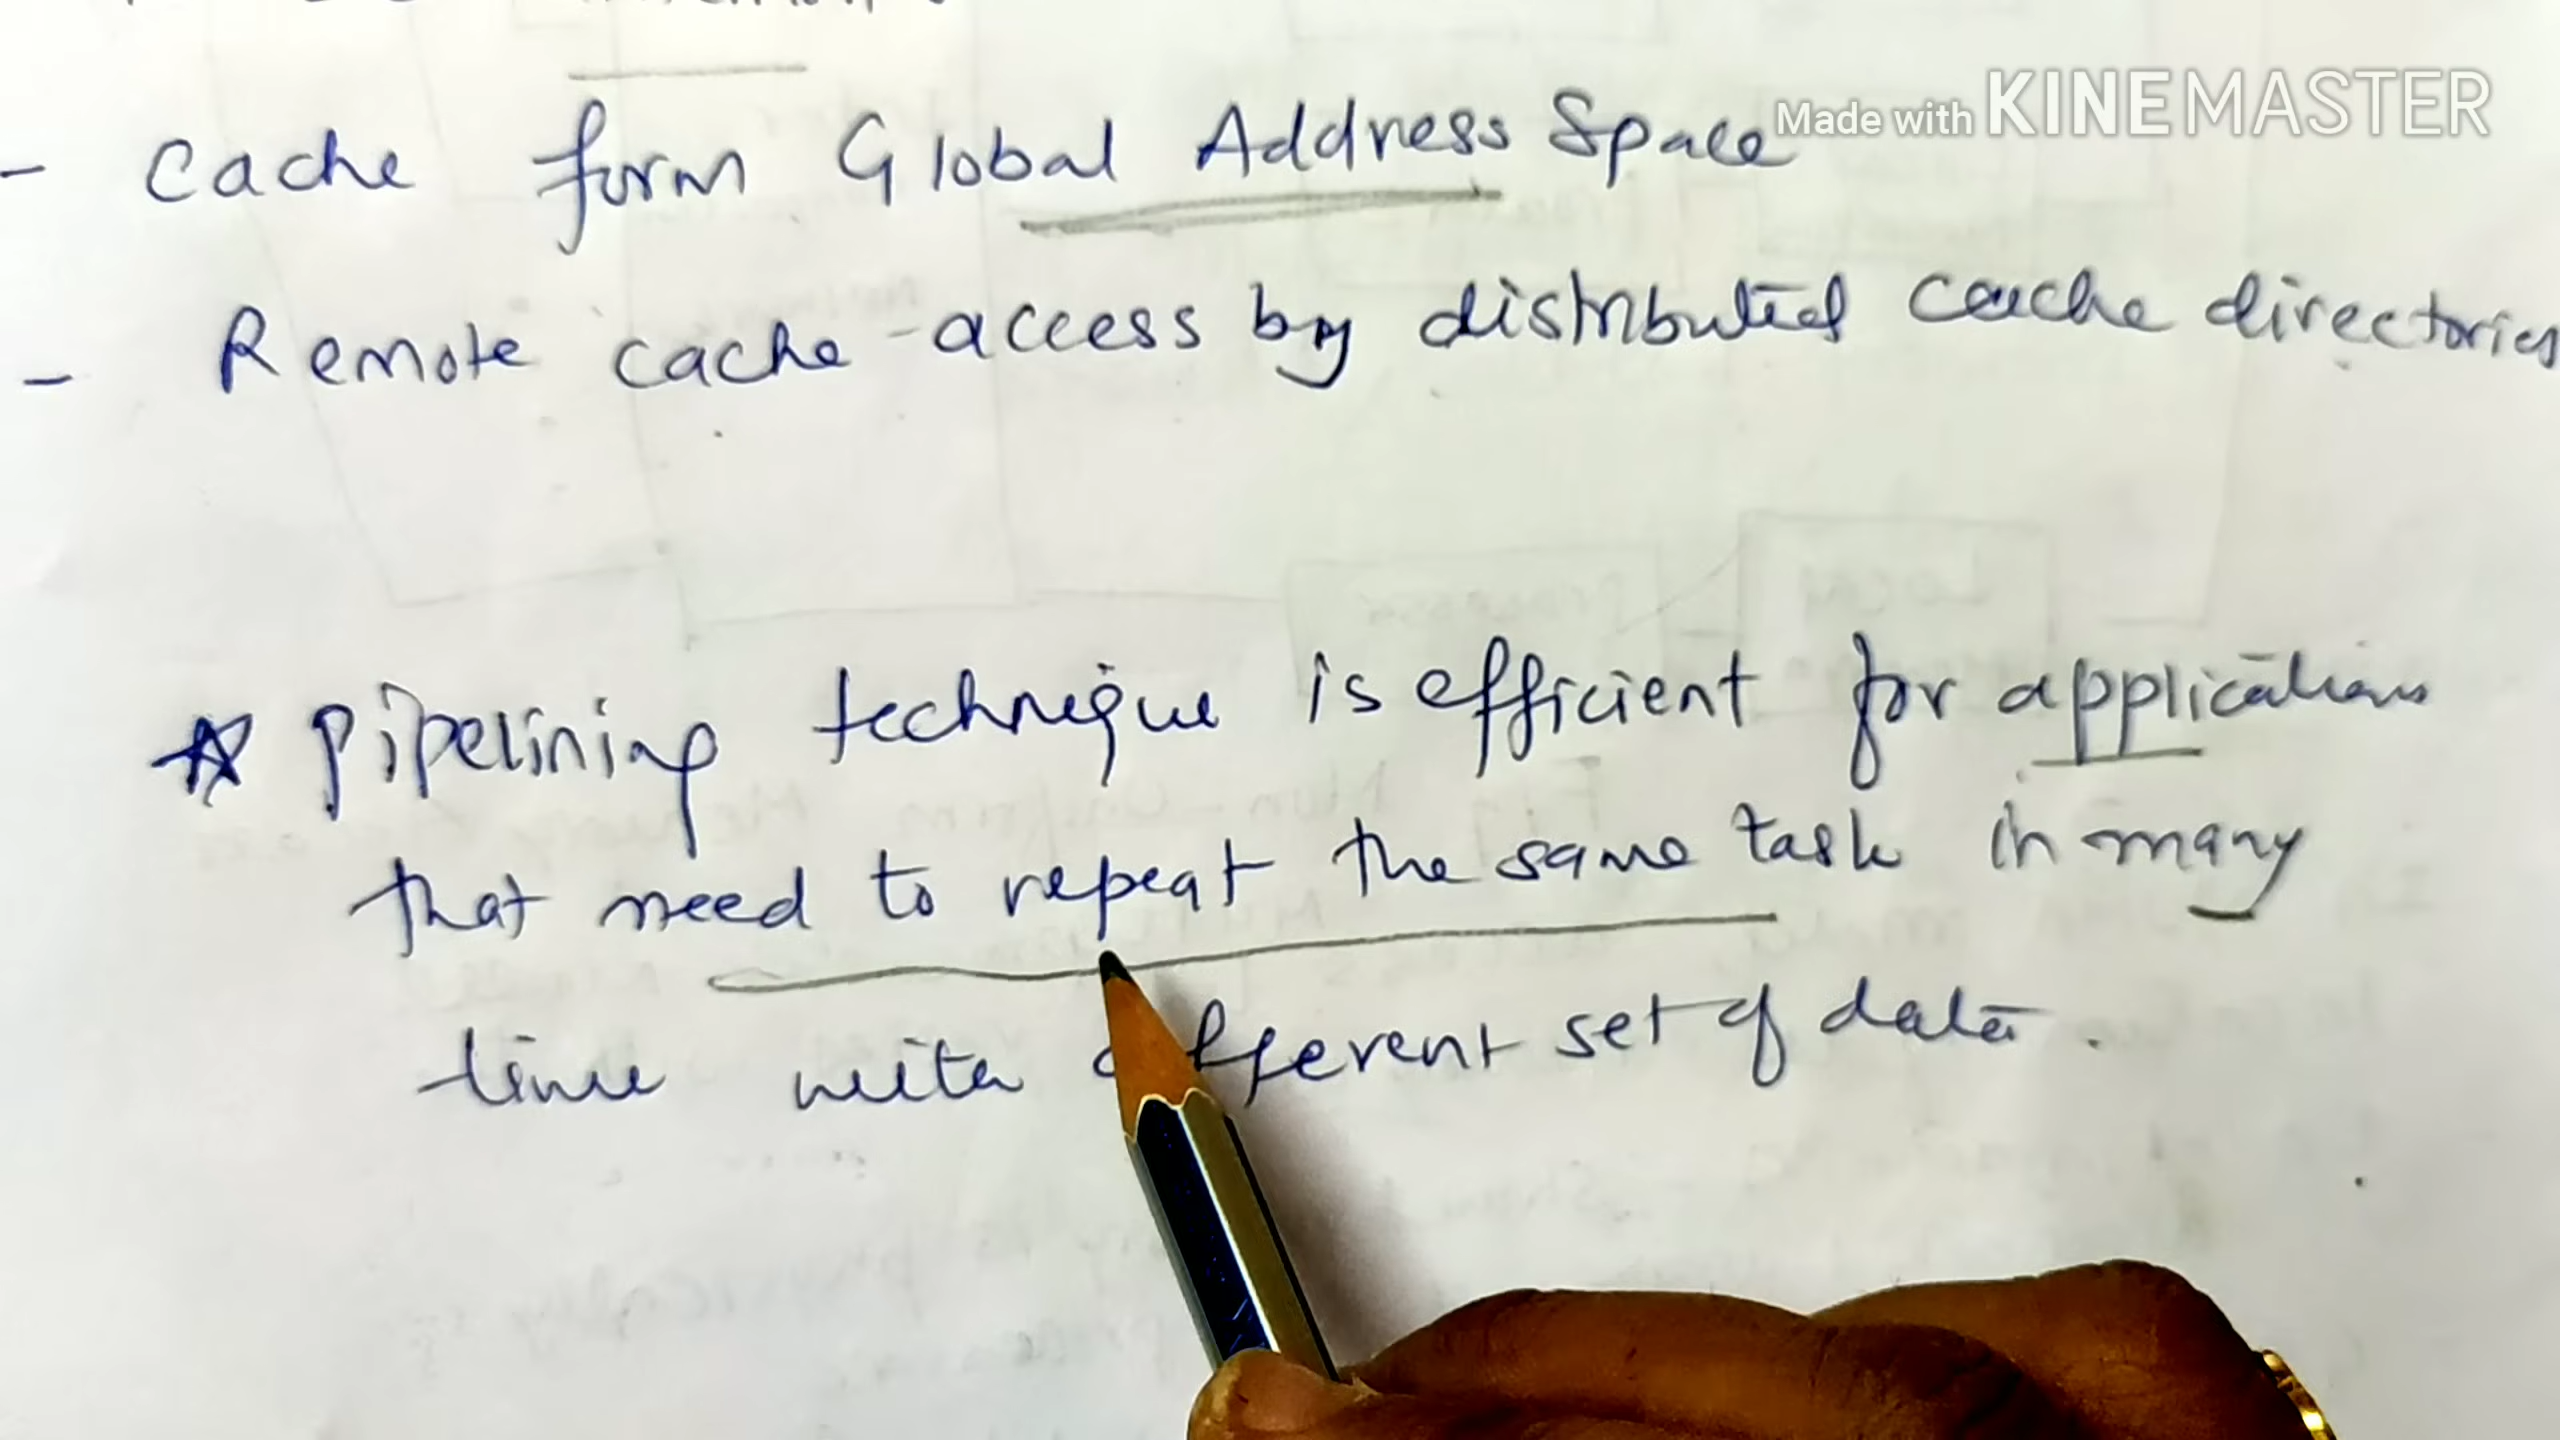 Made with KINEMASTER
- Cache form Global Address Space
- Remote cache - access by distributed cache directories
☆ Pipelining technique is efficient for applications
that need to repeat the same task in many
time with different set of data.